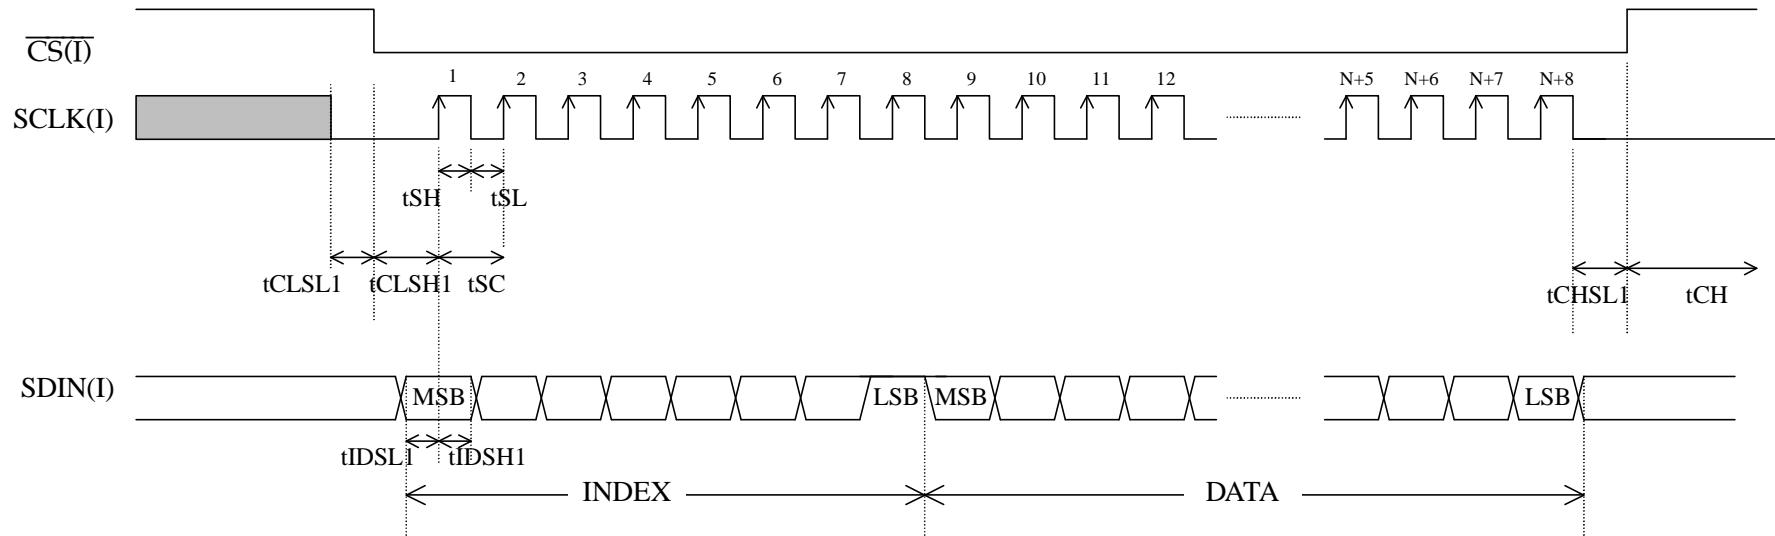 CS(I)
1 2 3 4 5 6 7 8 9 10 11 12 N+5 N+6 N+7 N+8
SCLK(I)
tSH tSL
tCLSL1 tCLSH1 tSC tCHSL1 tCH
SDIN(I) MSB LSB MSB LSB
tIDSL1 tIDSH1
INDEX DATA